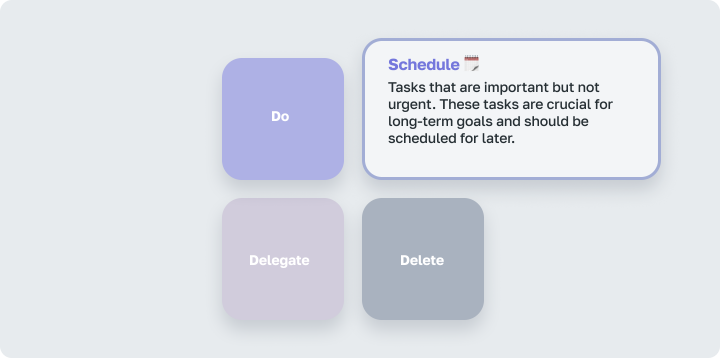 Do
Schedule 🗓️
Tasks that are important but not
urgent. These tasks are crucial for
long-term goals and should be
scheduled for later.
Delegate
Delete